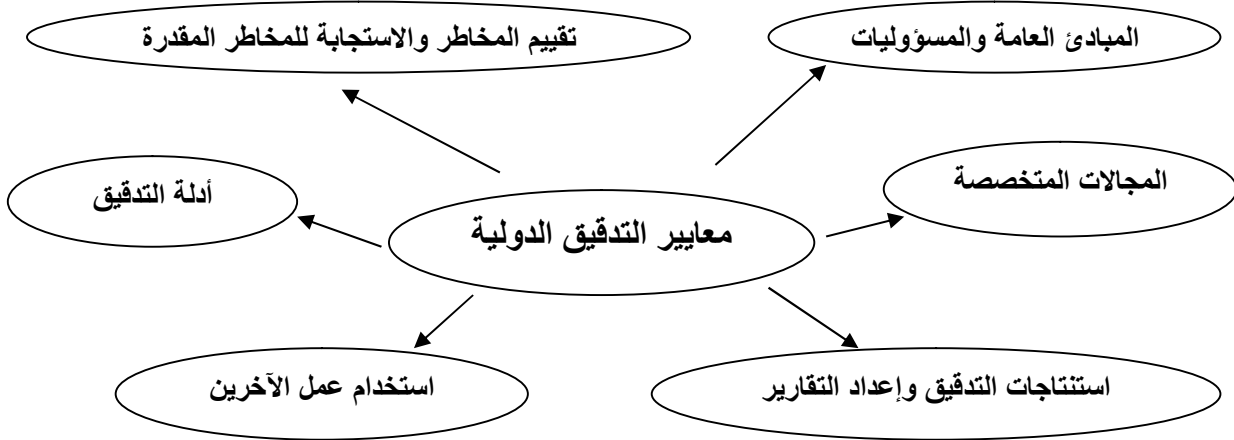 المبادئ العامة والمسؤوليات
تقييم المخاطر والاستجابة للمخاطر المقدرة
المجالات المتخصصة
أدلة التدقيق
معايير التدقيق الدولية
استنتاجات التدقيق وإعداد التقارير
استخدام عمل الآخرين